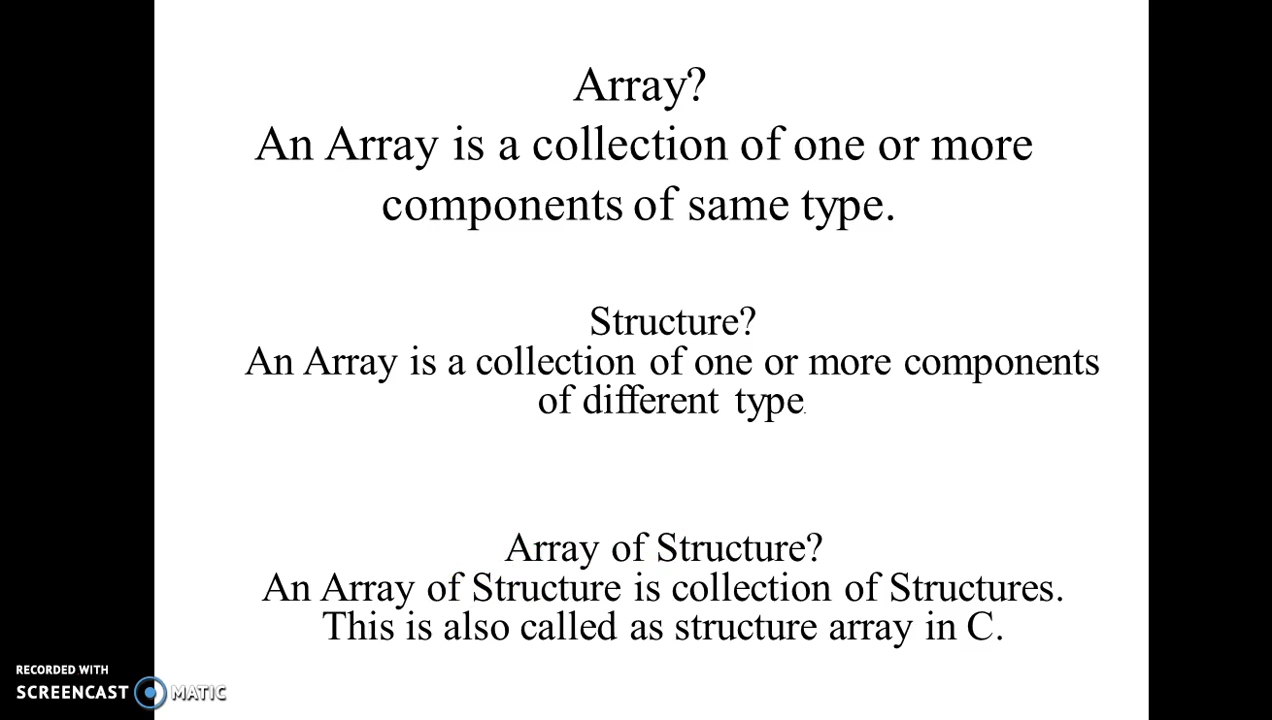 Array?
An Array is a collection of one or more
components of same type.
Structure?
An Array is a collection of one or more components
of different type.
Array of Structure?
An Array of Structure is collection of Structures.
This is also called as structure array in C.
RECORDED WITH
SCREENCAST MATIC